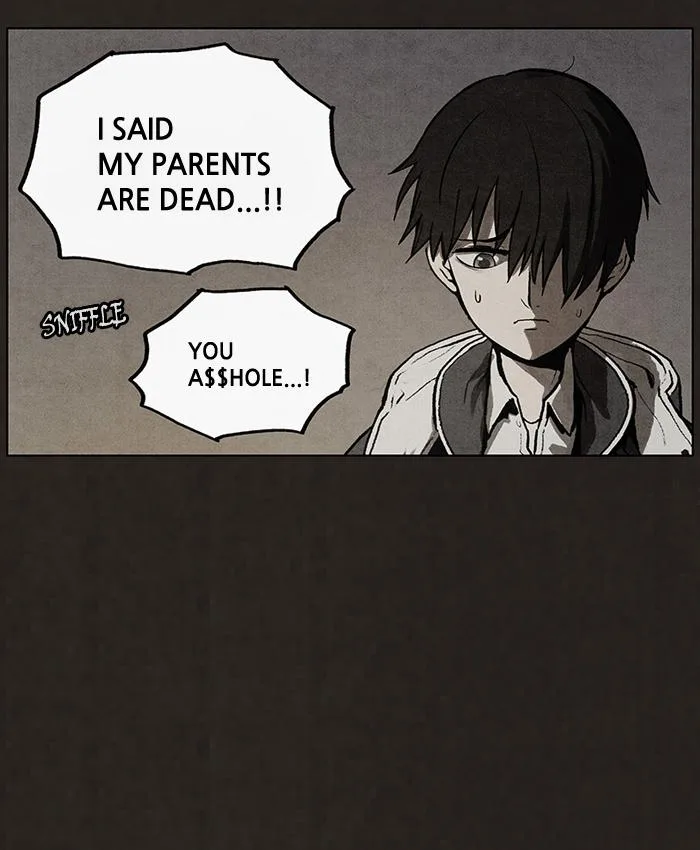 I SAID
MY PARENTS
ARE DEAD...!!
SNIFFLE
YOU
A$$HOLE...!